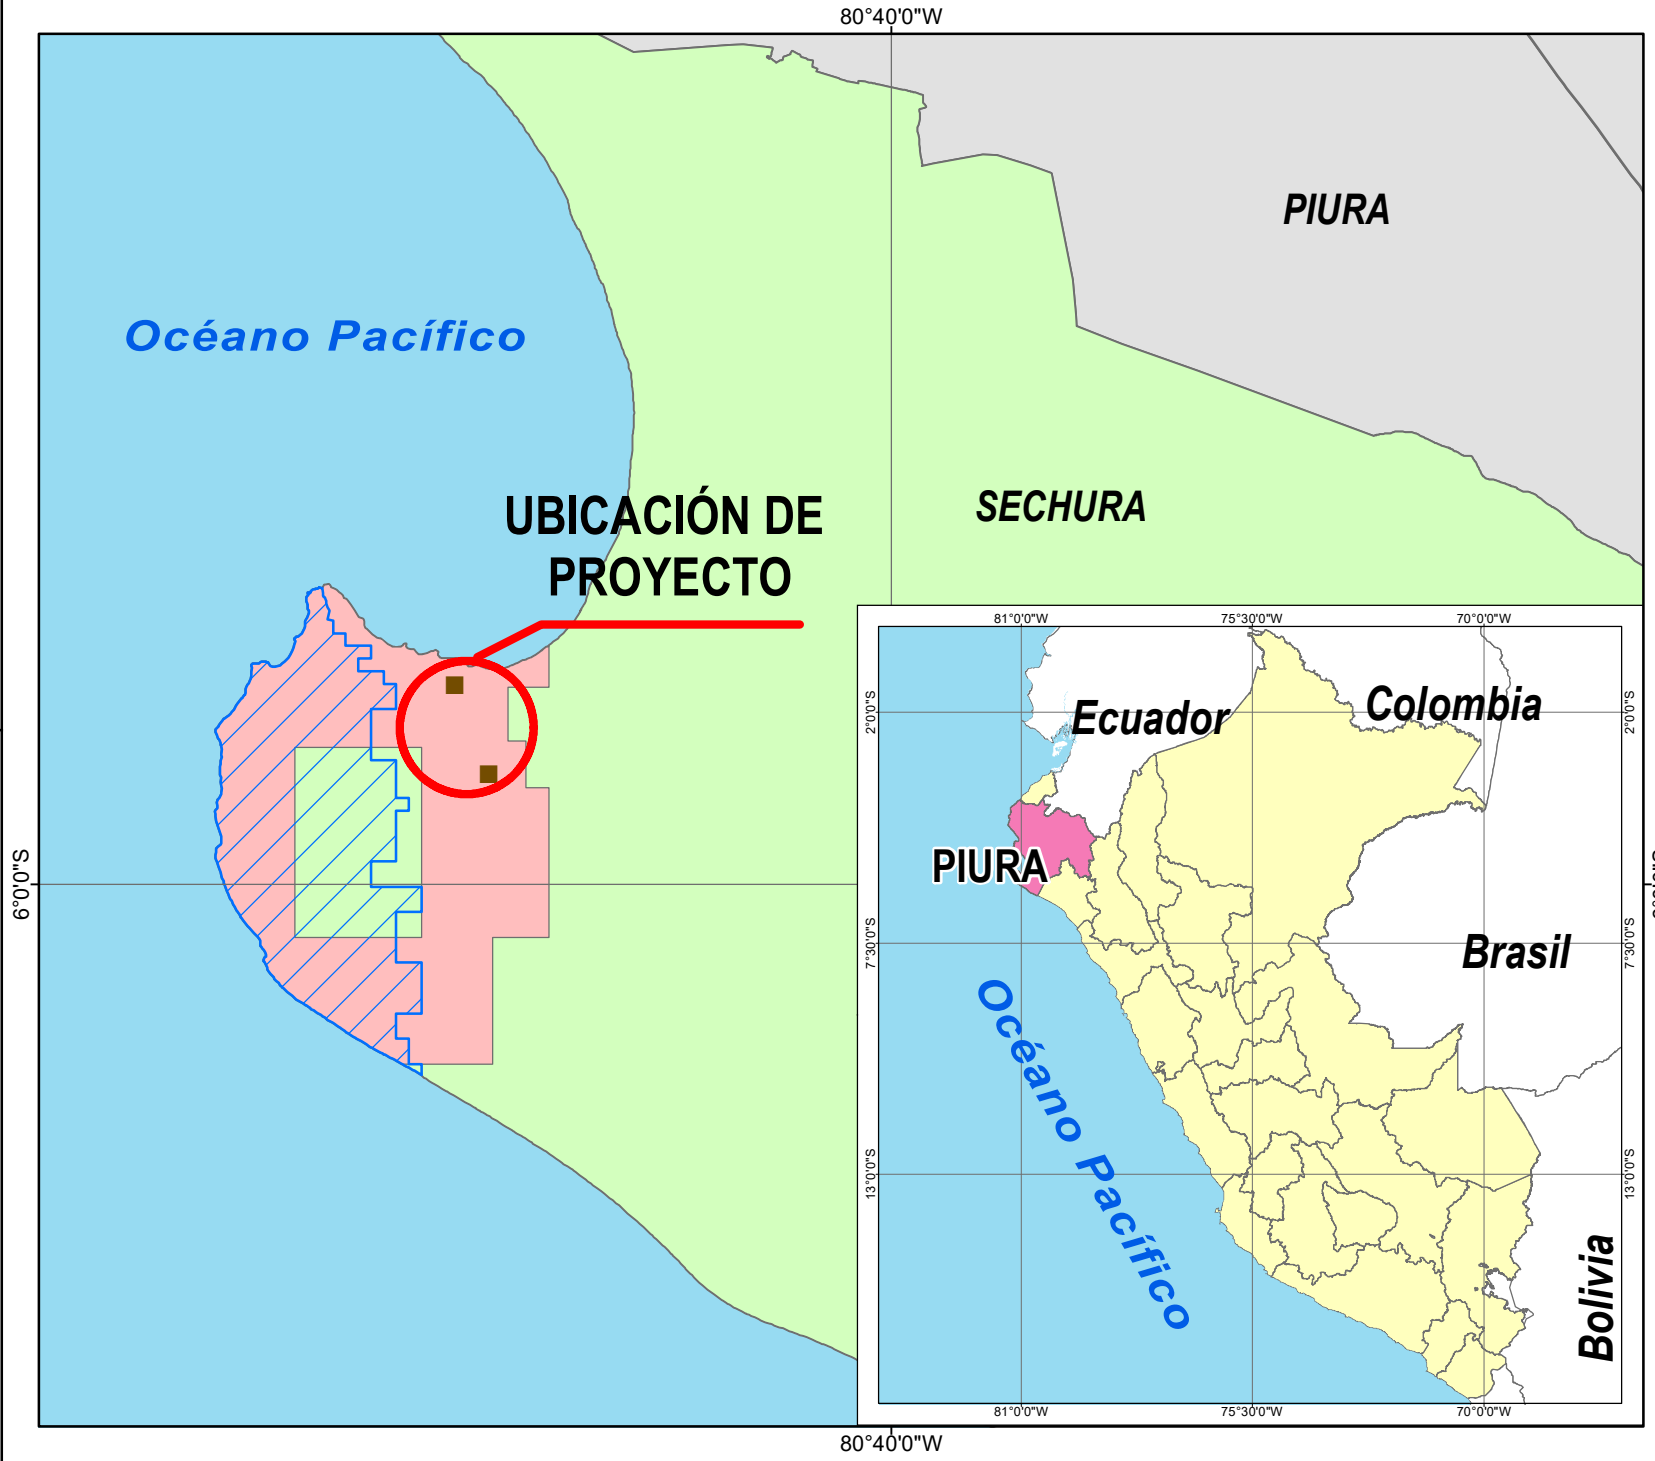 80°40'0"W
PIURA
Océano Pacífico
UBICACIÓN DE
PROYECTO
SECHURA
81°0'0"W
75°30'0"W
70°0'0"W
2°0'0"S
2°0'0"S
Ecuador
Colombia
PIURA
6°0'0"S
7°30'0"S
7°30'0"S
Brasil
Océano Pacífico
13°0'0"S
13°0'0"S
Bolivia
81°0'0"W
75°30'0"W
70°0'0"W
80°40'0"W